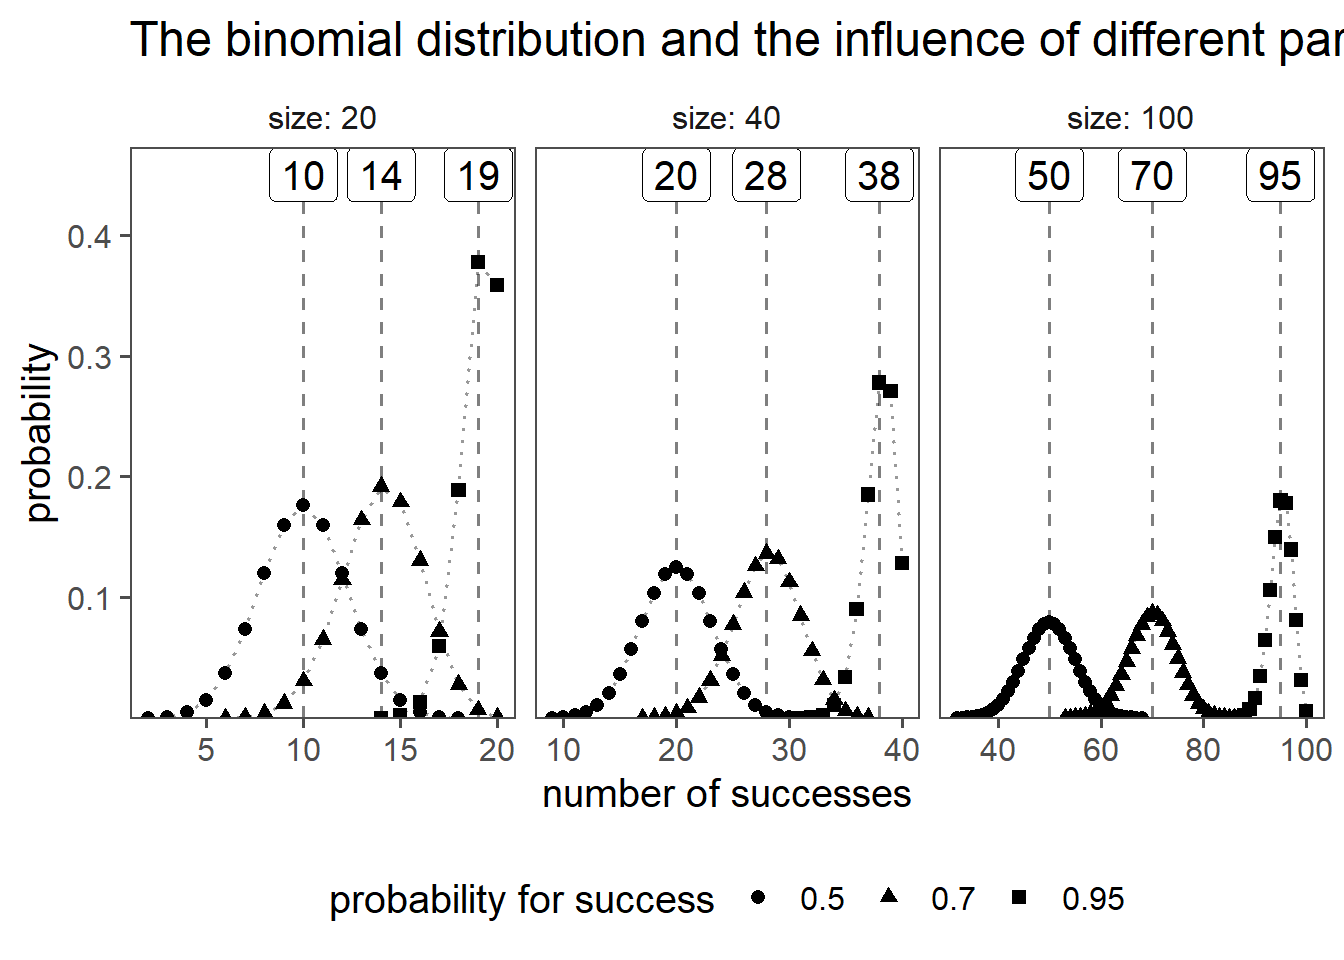 The binomial distribution and the influence of different par
size: 20
size: 40
size: 100
10 14 19
20 28 38
50 70 95
0.4
0.3
0.2
0.1
probability
5 10 15 20
10 20 30 40
40 60 80 100
number of successes
probability for success 0.5 0.7 0.95